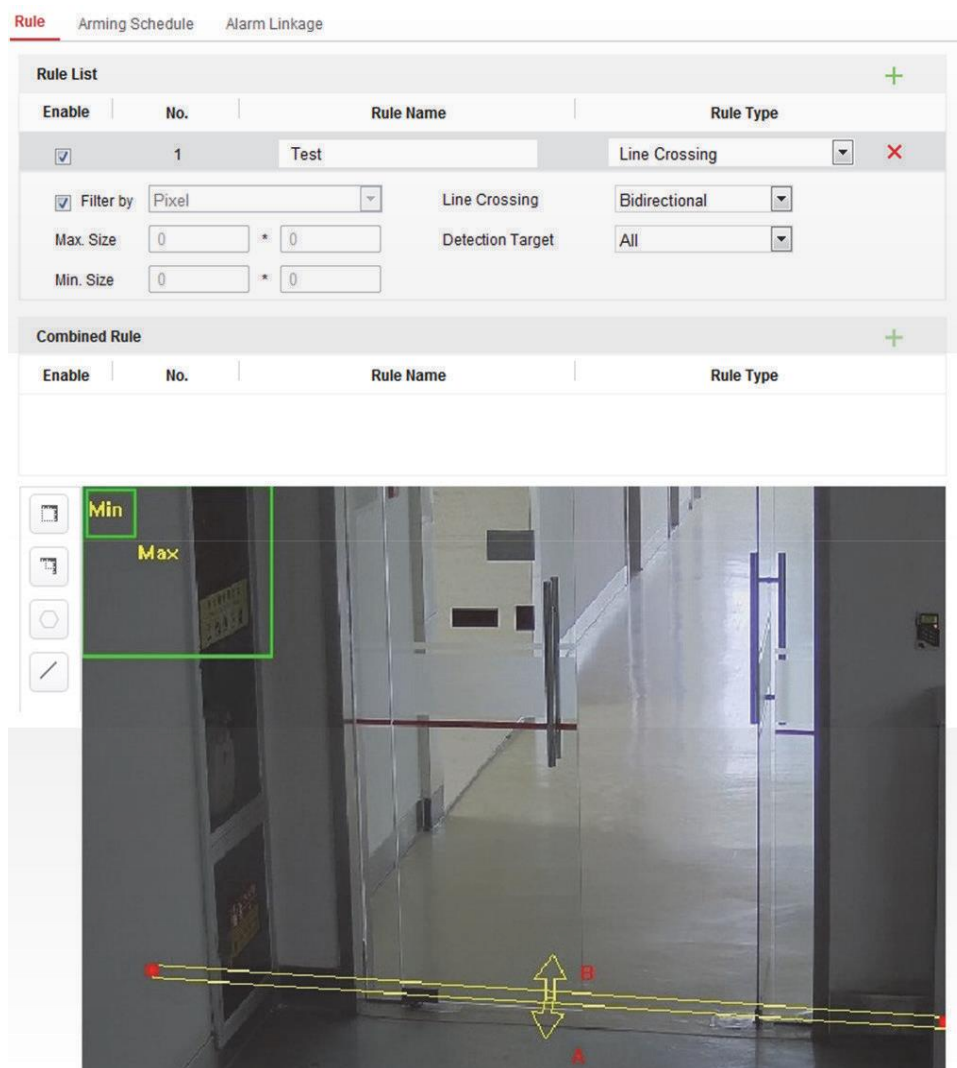 Rule Arming Schedule Alarm Linkage
Rule List +
Enable No. Rule Name Rule Type
1 Test Line Crossing
Filter by Pixel Line Crossing Bidirectional
Max. Size 0 * 0 Detection Target All
Min. Size 0 * 0
Combined Rule +
Enable No. Rule Name Rule Type
Min
Max
B
A